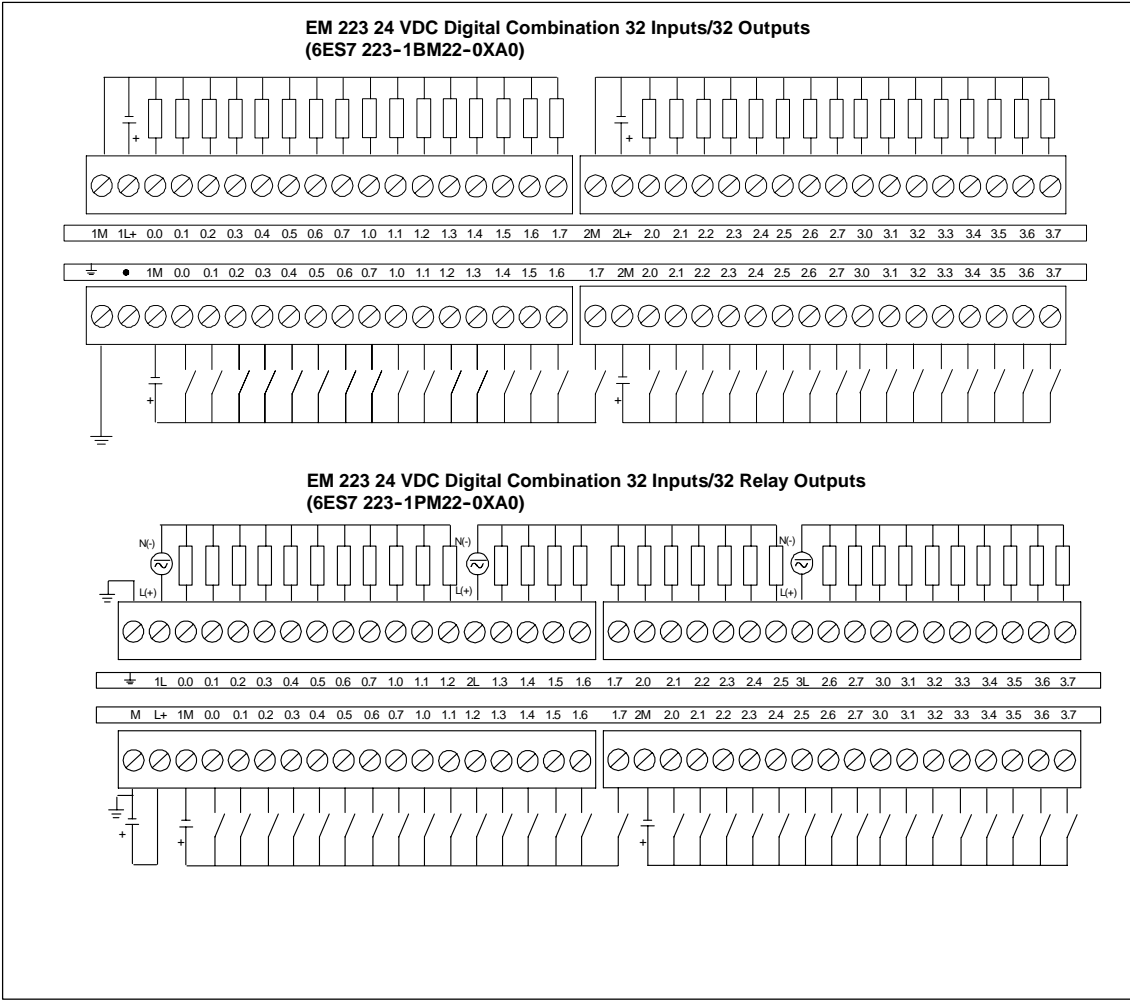 EM 223 24 VDC Digital Combination 32 Inputs/32 Outputs
(6ES7 223-1BM22-0XA0)
+ +
1M 1L+ 0.0 0.1 0.2 0.3 0.4 0.5 0.6 0.7 1.0 1.1 1.2 1.3 1.4 1.5 1.6 1.7 2M 2L+ 2.0 2.1 2.2 2.3 2.4 2.5 2.6 2.7 3.0 3.1 3.2 3.3 3.4 3.5 3.6 3.7
1M 0.0 0.1 0.2 0.3 0.4 0.5 0.6 0.7 1.0 1.1 1.2 1.3 1.4 1.5 1.6 1.7 2M 2.0 2.1 2.2 2.3 2.4 2.5 2.6 2.7 3.0 3.1 3.2 3.3 3.4 3.5 3.6 3.7
+ +
EM 223 24 VDC Digital Combination 32 Inputs/32 Relay Outputs
(6ES7 223-1PM22-0XA0)
N(-) N(-) N(-)
L(+) L(+) L(+)
1L 0.0 0.1 0.2 0.3 0.4 0.5 0.6 0.7 1.0 1.1 1.2 2L 1.3 1.4 1.5 1.6 1.7 2.0 2.1 2.2 2.3 2.4 2.5 3L 2.6 2.7 3.0 3.1 3.2 3.3 3.4 3.5 3.6 3.7
M L+ 1M 0.0 0.1 0.2 0.3 0.4 0.5 0.6 0.7 1.0 1.1 1.2 1.3 1.4 1.5 1.6 1.7 2M 2.0 2.1 2.2 2.3 2.4 2.5 2.6 2.7 3.0 3.1 3.2 3.3 3.4 3.5 3.6 3.7
+ + +